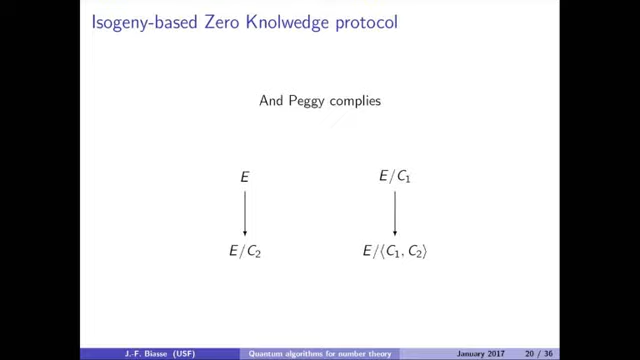 Isogeny-based Zero Knolwedge protocol
And Peggy complies
E E/C₁
E/C₂ E/⟨C₁, C₂⟩
J.-F. Biasse (USF) Quantum algorithms for number theory January 2017 20 / 36